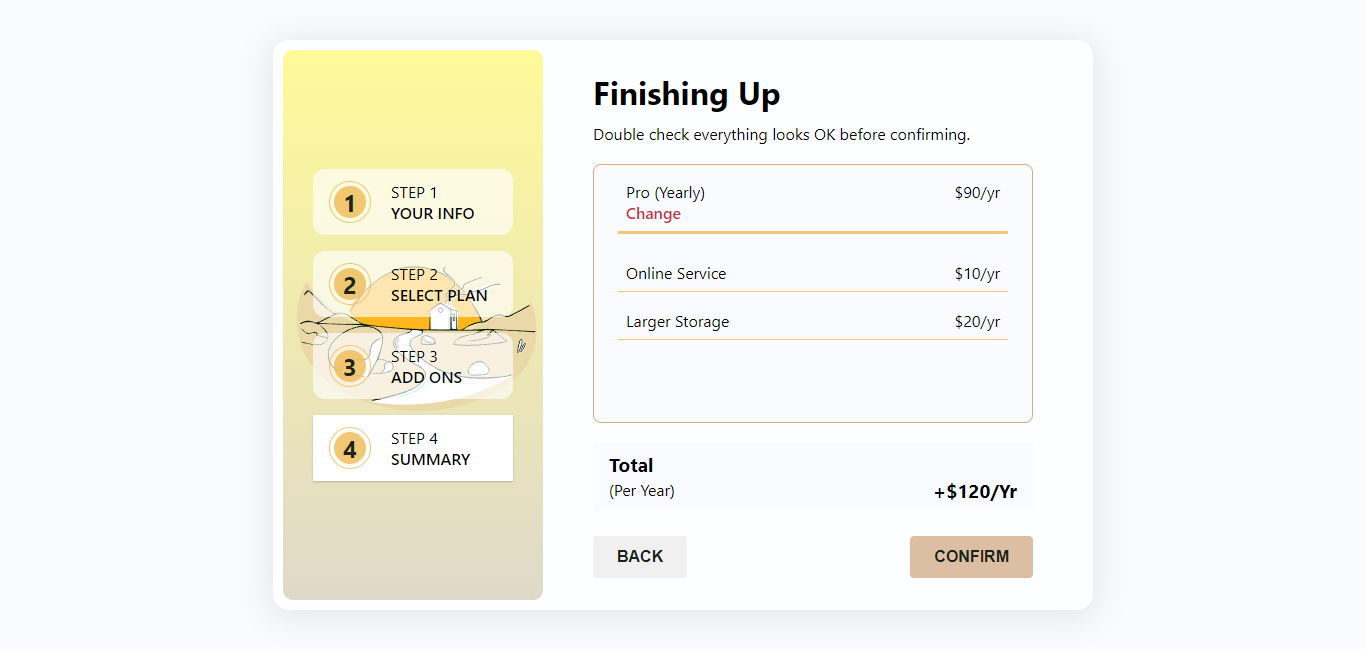 1
STEP 1
YOUR INFO
2
STEP 2
SELECT PLAN
3
STEP 3
ADD ONS
4
STEP 4
SUMMARY
Finishing Up
Double check everything looks OK before confirming.
Pro (Yearly) $90/yr
Change
Online Service $10/yr
Larger Storage $20/yr
Total
(Per Year) +$120/Yr
BACK CONFIRM